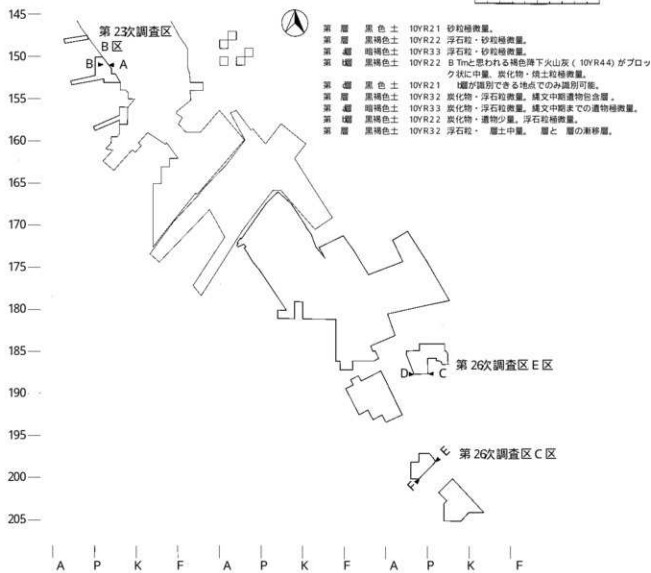 第 層 黒 色 土 10YR21 砂粒極微量。
第 層 黒褐色土 10YR22 浮石粒・砂粒極微量。
第 層 暗褐色土 10YR33 浮石粒・砂粒極微量。
第 層 黒褐色土 10YR22 B Tmと思われる褐色降下火山灰 ( 10YR44) がブロッ
ク状に中量、炭化物・焼土粒極微量。
第 層 黒 色 土 10YR21 層が識別できる地点でのみ識別可能。
第 層 黒褐色土 10YR32 炭化物・浮石粒微量。縄文中期遺物包含層。
第 層 暗褐色土 10YR33 炭化物・浮石粒微量。縄文中期までの遺物極微量。
第 層 黒褐色土 10YR22 炭化物・遺物少量。浮石粒極微量。
第 層 黒褐色土 10YR32 浮石粒・ 層土中量。 層と 層の漸移層。
第 23次調査区
B 区
B A
第 26次調査区 E 区
D C
第 26次調査区 C 区
E
F
145
150
155
160
165
170
175
180
185
190
195
200
205
A P K F A P K F A P K F